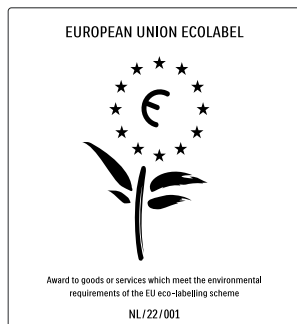 EUROPEAN UNION ECOLABEL
€
Award to goods or services which meet the environmental
requirements of the EU eco-labelling scheme
NL/22/001